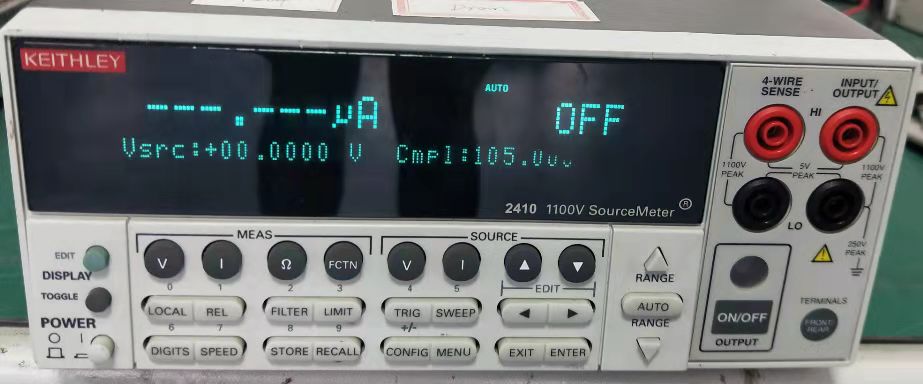 KEITHLEY
AUTO
---.---µA OFF
Vsrc:+00.0000 V Cmpl:105.0
2410 1100V SourceMeter ®
4-WIRE SENSE
INPUT/OUTPUT
HI
1100V PEAK
5V PEAK
1100V PEAK
LO
250V PEAK
MEAS
SOURCE
EDIT
DISPLAY
TOGGLE
POWER
V I Ω FCTN V I
0 1 2 3 4 5
EDIT
LOCAL REL FILTER LIMIT TRIG SWEEP
6 7 8 9 +/-
DIGITS SPEED STORE RECALL CONFIG MENU EXIT ENTER
RANGE
AUTO
RANGE
ON/OFF
OUTPUT
TERMINALS
FRONT/
REAR